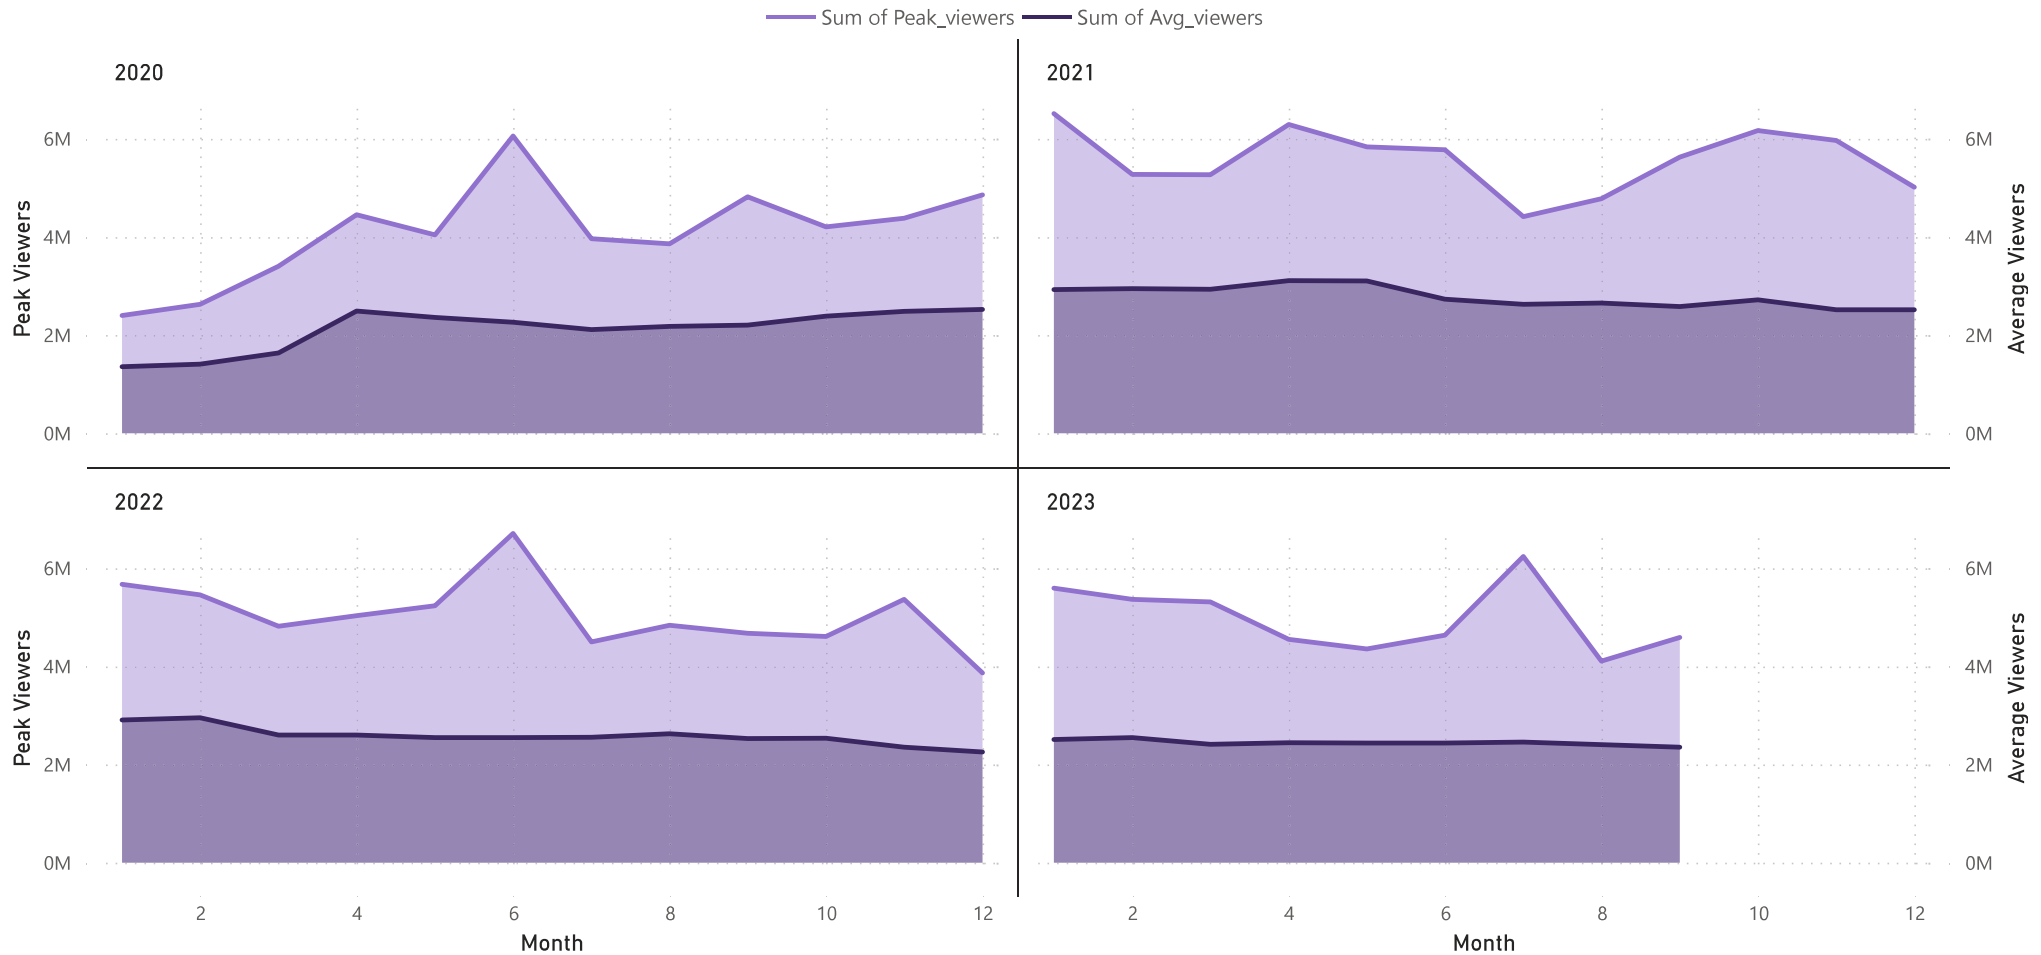 Sum of Peak_viewers Sum of Avg_viewers
2020
2021
6M
4M
2M
0M
Peak Viewers
6M
4M
2M
0M
Average Viewers
2022
2023
6M
4M
2M
0M
Peak Viewers
6M
4M
2M
0M
Average Viewers
2 4 6 8 10 12
Month
2 4 6 8 10 12
Month